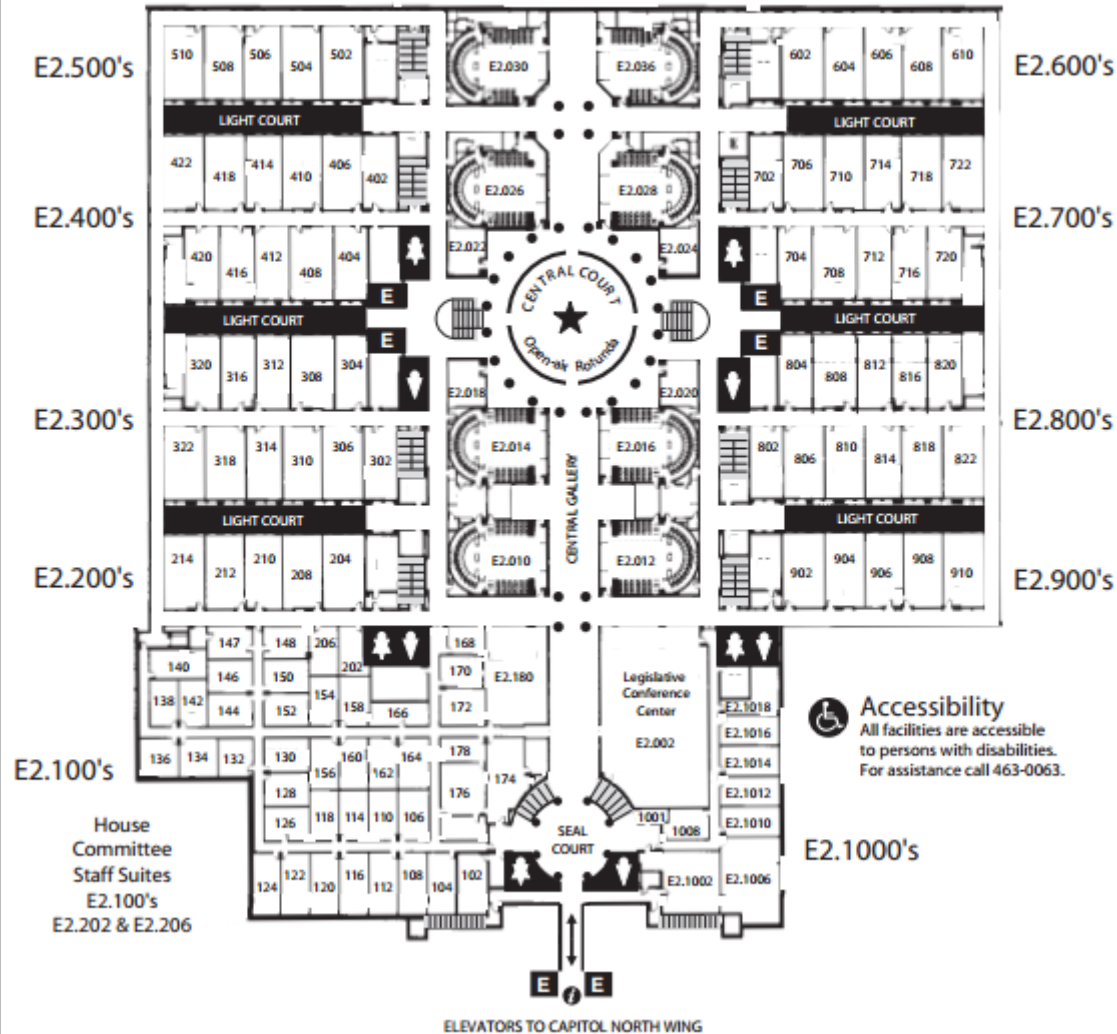 510
508
506
504
502
E2.030
E2.036
602
604
606
608
610
E2.500's
E2.600's
LIGHT COURT
LIGHT COURT
422
418
414
410
406
402
E2.026
E2.028
702
706
710
714
718
722
E2.400's
E2.700's
420
416
412
408
404
E2.022
E2.024
704
708
712
716
720
E
E
CENTRAL COURT
Open-air Rotunda
LIGHT COURT
LIGHT COURT
E
E
320
316
312
308
304
E2.018
E2.020
804
808
812
816
820
E2.300's
E2.800's
322
318
314
310
306
302
E2.014
E2.016
802
806
810
814
818
822
CENTRAL GALLERY
LIGHT COURT
LIGHT COURT
214
212
210
208
204
E2.010
E2.012
902
904
906
908
910
E2.200's
E2.900's
147
148
206
168
140
202
146
150
170
E2.180
Legislative
Conference
Center
E2.002
138
142
144
152
154
158
166
172
E2.1018
E2.1016
E2.1014
E2.1012
E2.1010
Accessibility
All facilities are accessible
to persons with disabilities.
For assistance call 463-0063.
136
134
132
130
160
164
178
156
162
174
128
176
E2.100's
126
118
114
110
106
SEAL
COURT
1001
1008
E2.1000's
House
Committee
Staff Suites
E2.100's
E2.202 & E2.206
124
122
120
116
112
108
104
102
E2.1002
E2.1006
E
i
E
ELEVATORS TO CAPITOL NORTH WING